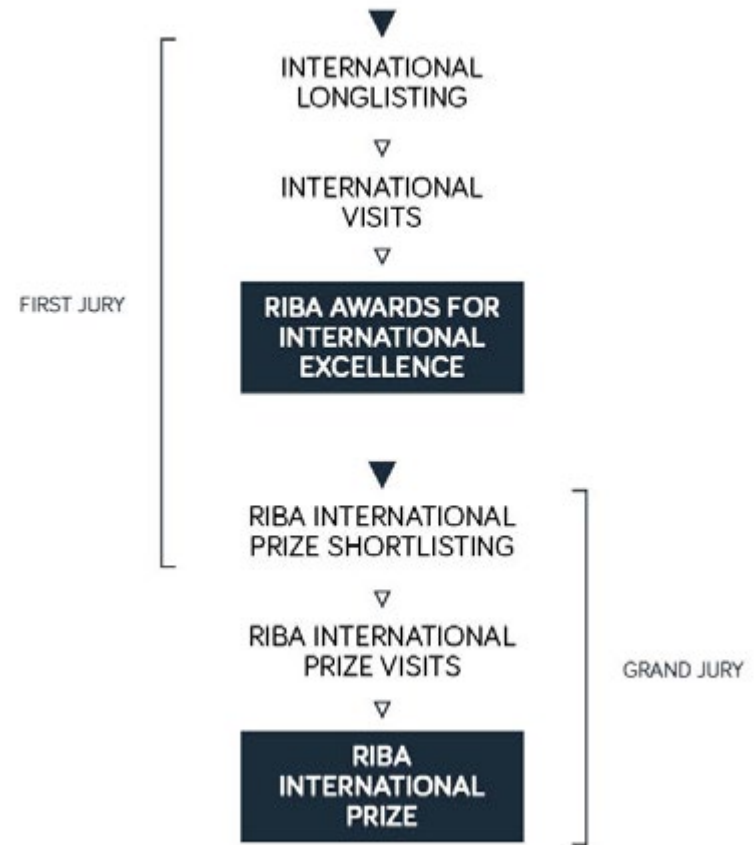 INTERNATIONAL
LONGLISTING
INTERNATIONAL
VISITS
FIRST JURY
RIBA AWARDS FOR
INTERNATIONAL
EXCELLENCE
RIBA INTERNATIONAL
PRIZE SHORTLISTING
RIBA INTERNATIONAL
PRIZE VISITS
GRAND JURY
RIBA
INTERNATIONAL
PRIZE